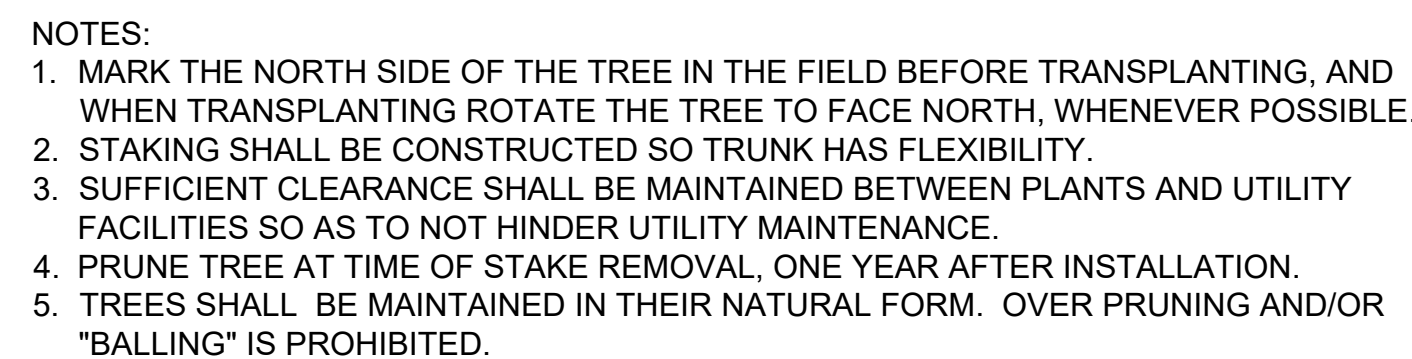 NOTES:
1. MARK THE NORTH SIDE OF THE TREE IN THE FIELD BEFORE TRANSPLANTING, AND
WHEN TRANSPLANTING ROTATE THE TREE TO FACE NORTH, WHENEVER POSSIBLE.
2. STAKING SHALL BE CONSTRUCTED SO TRUNK HAS FLEXIBILITY.
3. SUFFICIENT CLEARANCE SHALL BE MAINTAINED BETWEEN PLANTS AND UTILITY
FACILITIES SO AS TO NOT HINDER UTILITY MAINTENANCE.
4. PRUNE TREE AT TIME OF STAKE REMOVAL, ONE YEAR AFTER INSTALLATION.
5. TREES SHALL  BE MAINTAINED IN THEIR NATURAL FORM.  OVER PRUNING AND/OR
"BALLING" IS PROHIBITED.